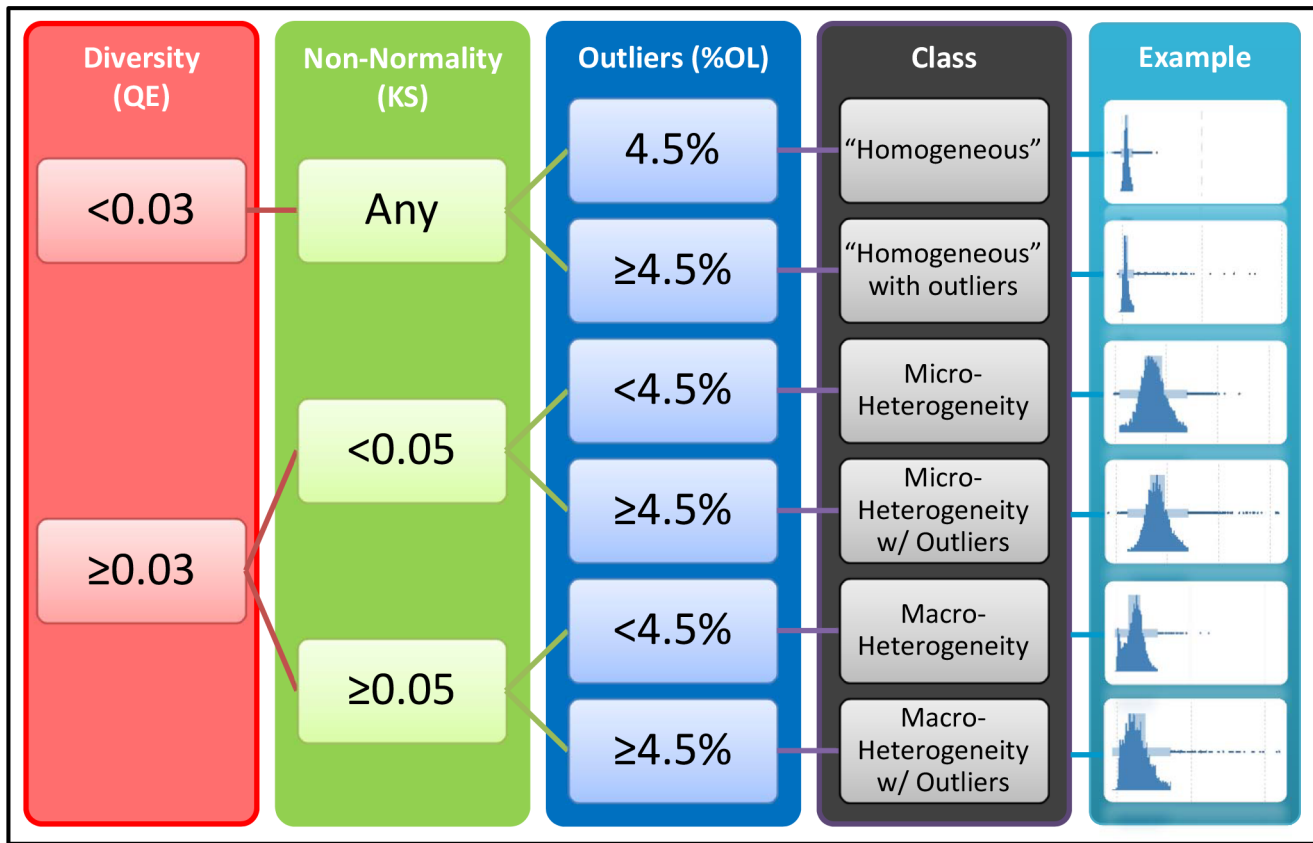 Diversity
(QE)
Non-Normality
(KS)
Outliers (%OL)
Class
Example
<0.03
≥0.03
Any
<0.05
≥0.05
4.5%
≥4.5%
<4.5%
≥4.5%
<4.5%
≥4.5%
“Homogeneous”
“Homogeneous”
with outliers
Micro-
Heterogeneity
Micro-
Heterogeneity
w/ Outliers
Macro-
Heterogeneity
Macro-
Heterogeneity
w/ Outliers